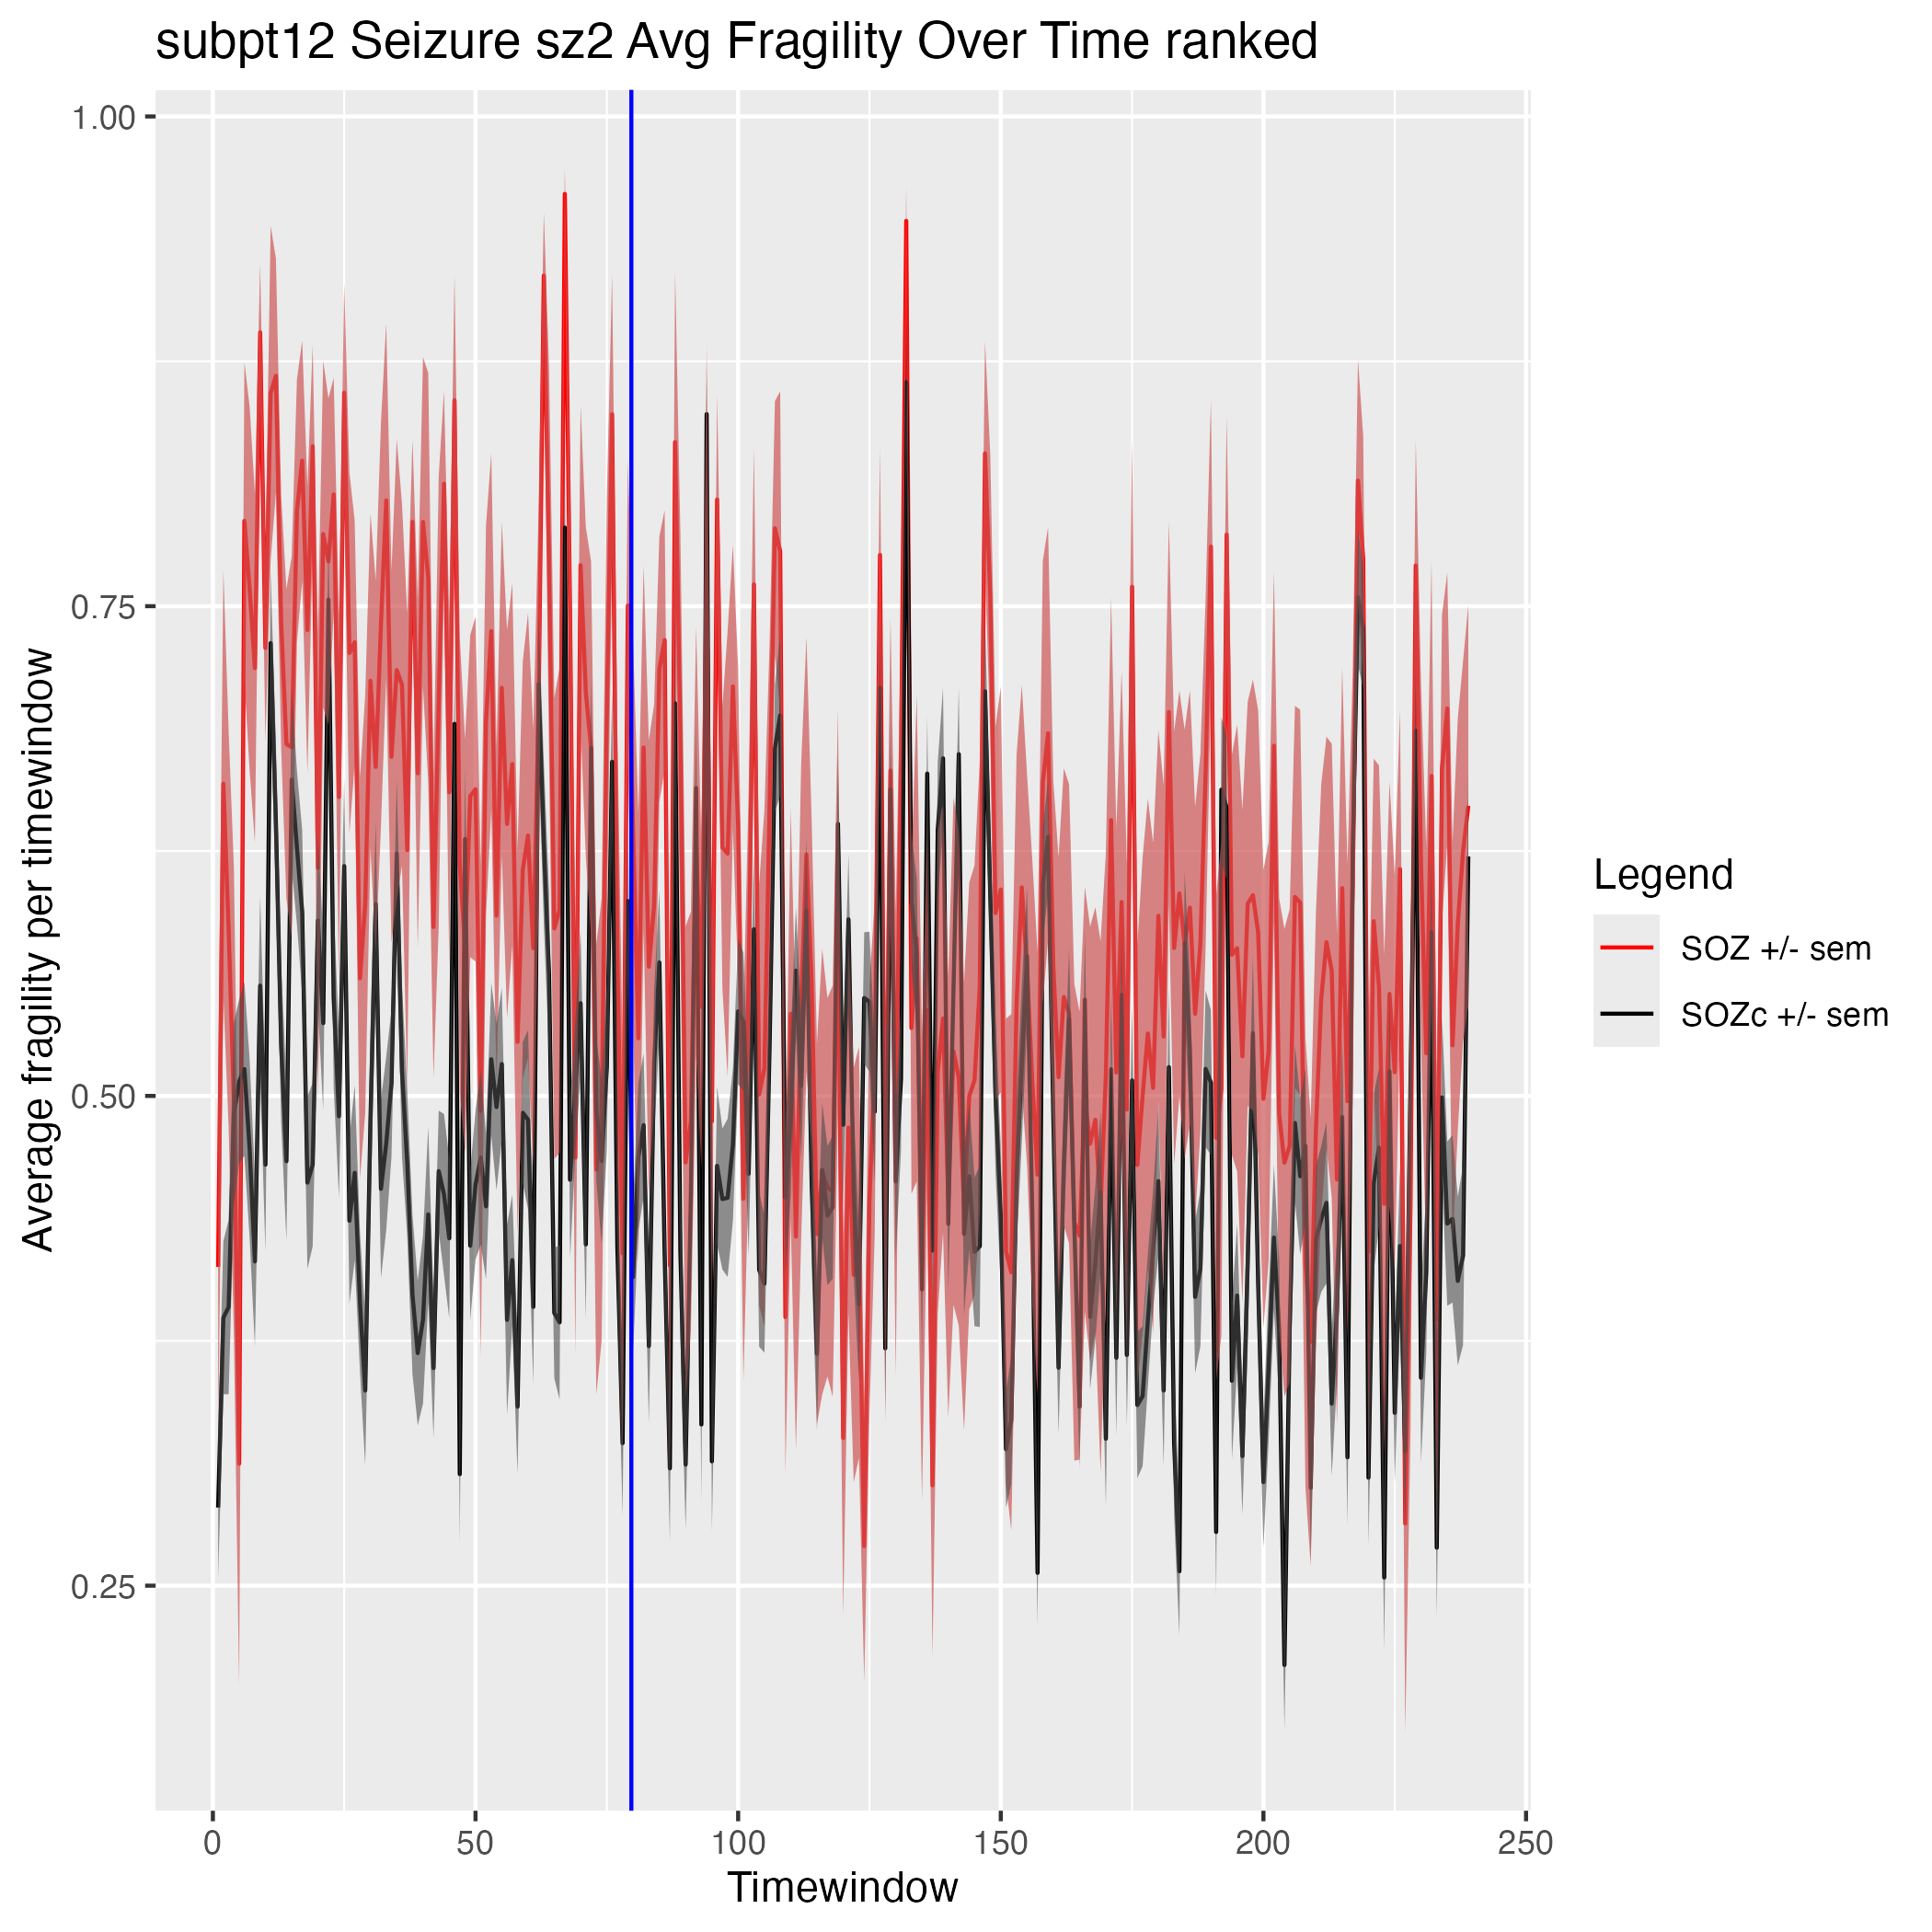 subpt12 Seizure sz2 Avg Fragility Over Time ranked
Average fragility per timewindow
1.00
0.75
0.50
0.25
0
50
100
150
200
250
Timewindow
Legend
SOZ +/- sem
SOZc +/- sem